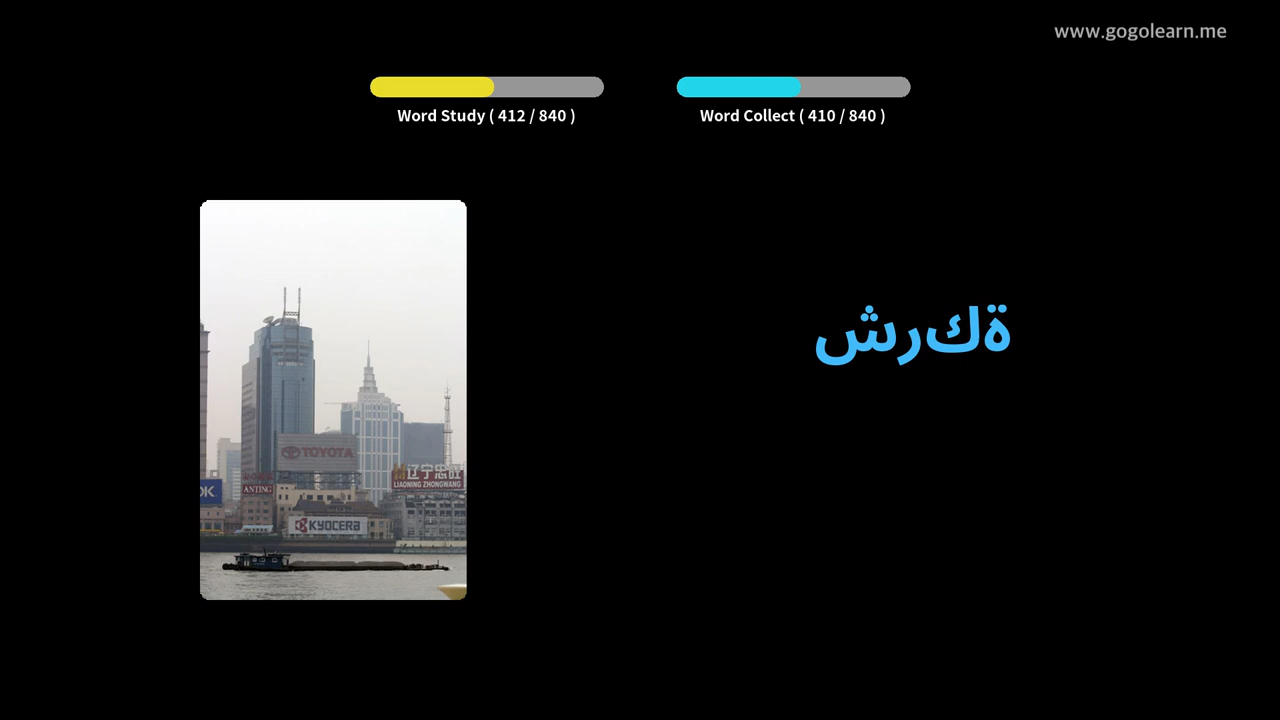 www.gogolearn.me
Word Study ( 412 / 840 )
Word Collect ( 410 / 840 )
ةكرش
TOYOTA
辽宁忠旺
LIAONING ZHONGWANG
ANTING
KYOCERA